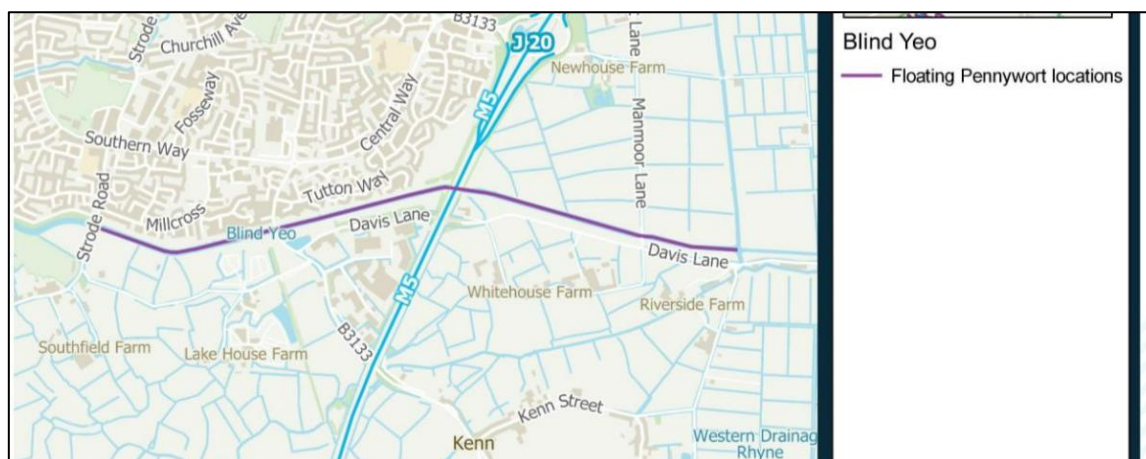 B3133
Strode
Churchill Ave
J 20
Lane
Newhouse Farm
M5
Fosseway
Central Way
Manmoor Lane
Southern Way
Tutton Way
Millcross
Strode Road
Blind Yeo
Davis Lane
Davis Lane
M5
Whitehouse Farm
Riverside Farm
Southfield Farm
Lake House Farm
B3133
Kenn Street
Kenn
Western Drainag
Rhyne
Blind Yeo
Floating Pennywort locations